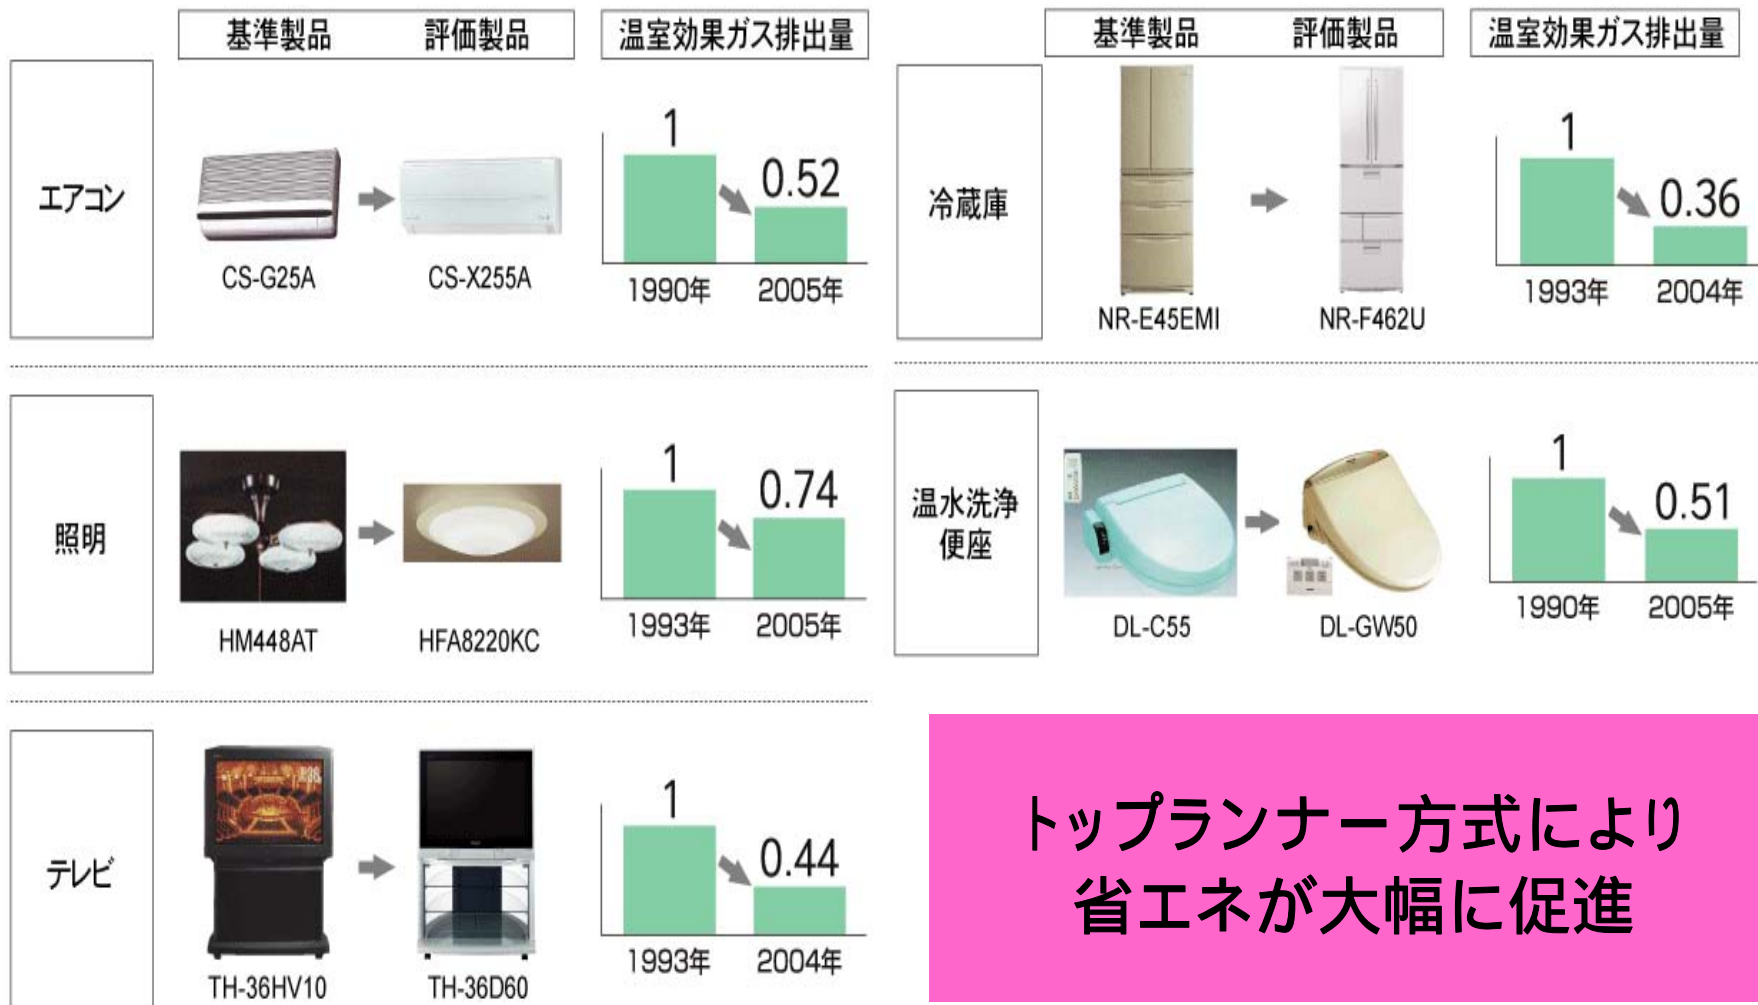 基準製品 評価製品 温室効果ガス排出量
エアコン
CS-G25A
CS-X255A
1
0.52
1990年 2005年
照明
HM448AT
HFA8220KC
1
0.74
1993年 2005年
テレビ
TH-36HV10
TH-36D60
1
0.44
1993年 2004年
基準製品 評価製品 温室効果ガス排出量
冷蔵庫
NR-E45EMI
NR-F462U
1
0.36
1993年 2004年
温水洗浄
便座
DL-C55
DL-GW50
1
0.51
1990年 2005年
トップランナー方式により
省エネが大幅に促進